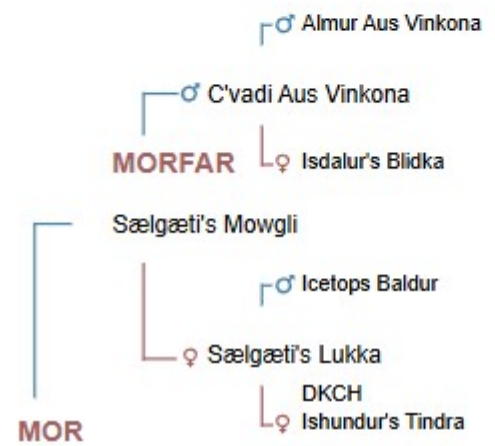 Almur Aus Vinkona
C'vadi Aus Vinkona
MORFAR
Isdalur's Blidka
Sælgæti's Mowgli
Icetops Baldur
Sælgæti's Lukka
DKCH
Ishundur's Tindra
MOR